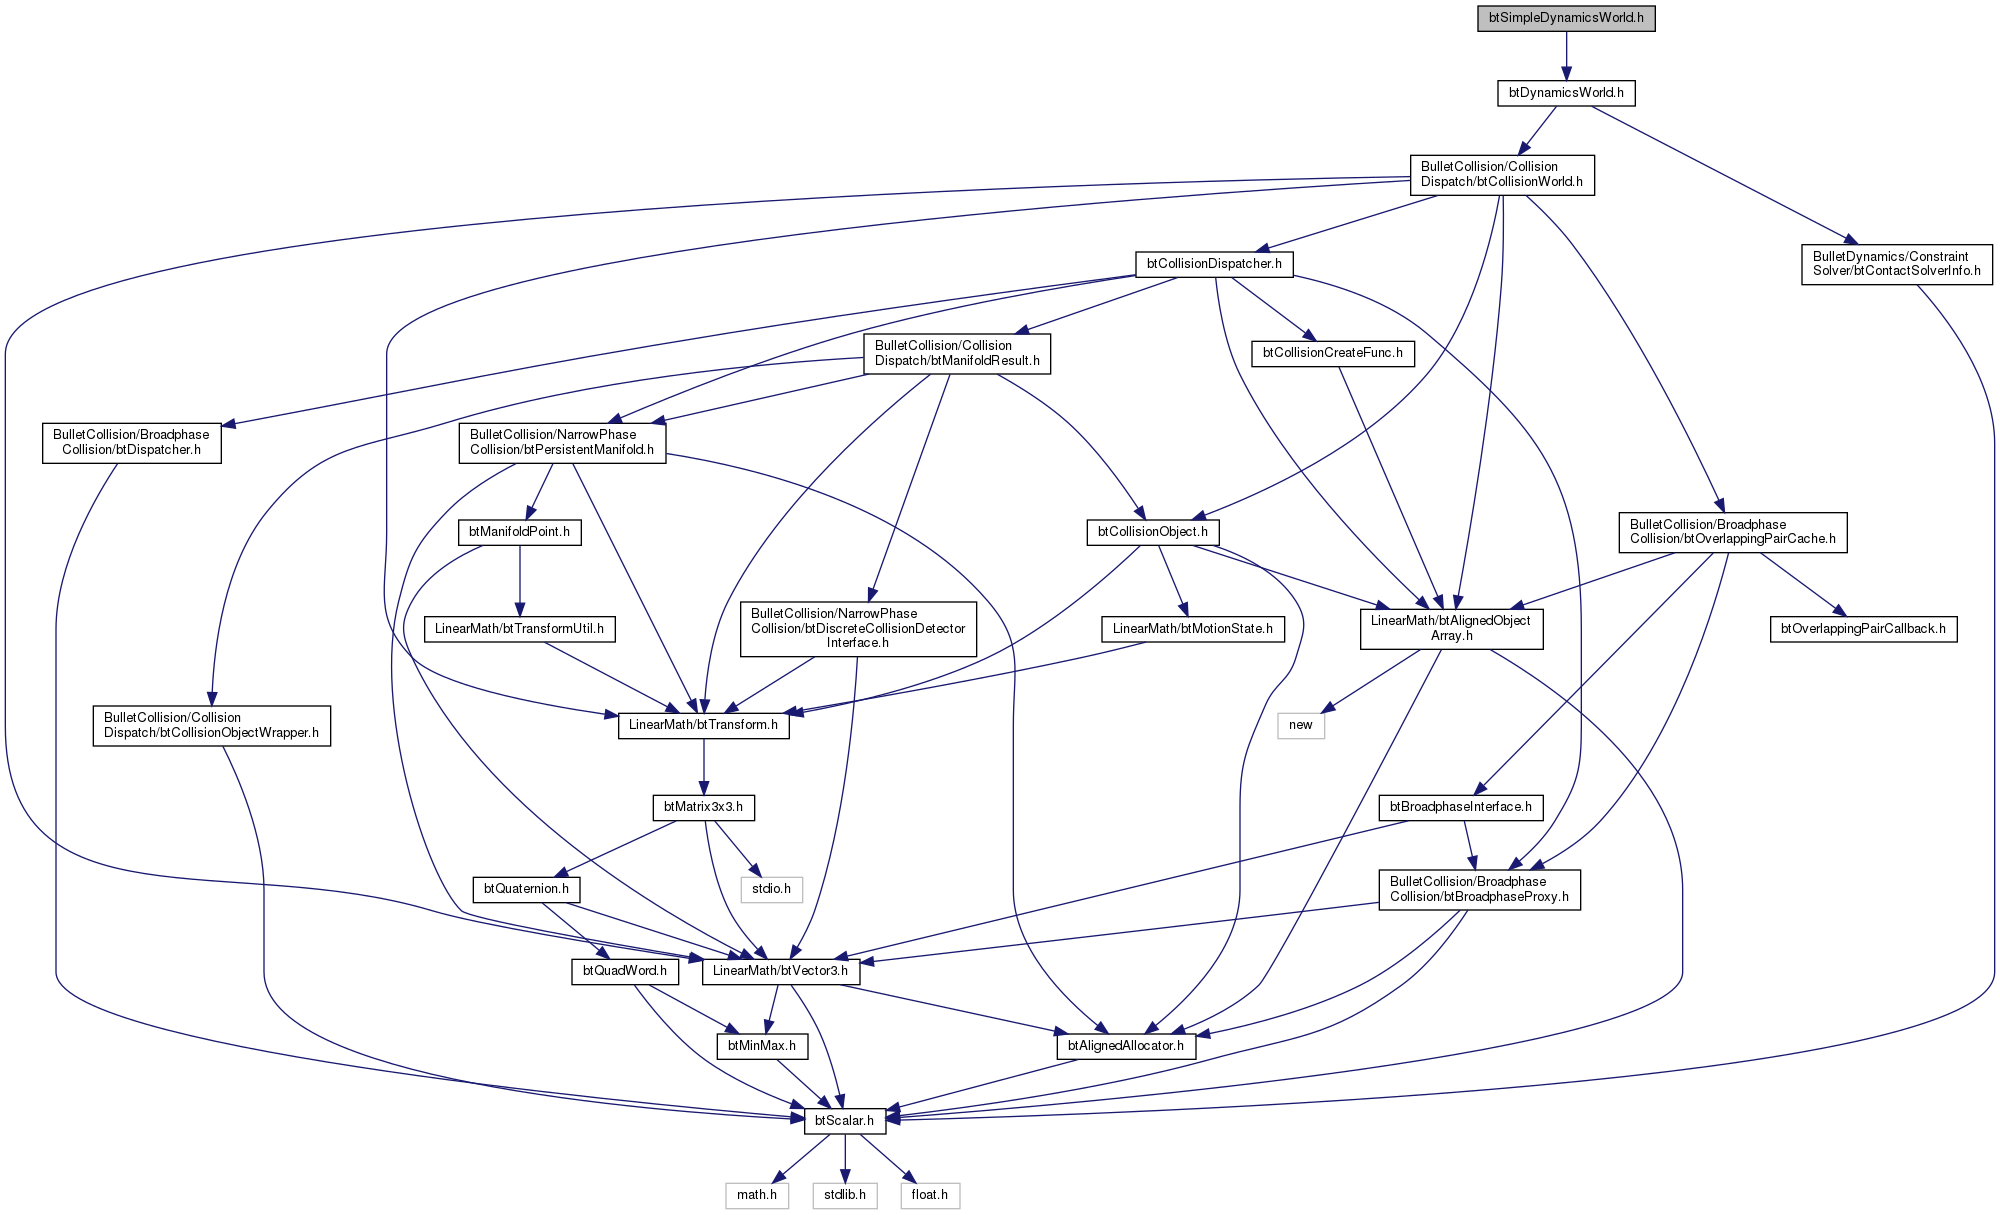 btSimpleDynamicsWorld.h
btDynamicsWorld.h
BulletCollision/Collision
Dispatch/btCollisionWorld.h
btCollisionDispatcher.h
BulletDynamics/Constraint
Solver/btContactSolverInfo.h
BulletCollision/Collision
Dispatch/btManifoldResult.h
btCollisionCreateFunc.h
BulletCollision/Broadphase
Collision/btDispatcher.h
BulletCollision/NarrowPhase
Collision/btPersistentManifold.h
btManifoldPoint.h
btCollisionObject.h
BulletCollision/Broadphase
Collision/btOverlappingPairCache.h
LinearMath/btTransformUtil.h
BulletCollision/NarrowPhase
Collision/btDiscreteCollisionDetector
Interface.h
LinearMath/btMotionState.h
LinearMath/btAlignedObject
Array.h
btOverlappingPairCallback.h
BulletCollision/Collision
Dispatch/btCollisionObjectWrapper.h
LinearMath/btTransform.h
new
btMatrix3x3.h
btBroadphaseInterface.h
btQuaternion.h
stdio.h
BulletCollision/Broadphase
Collision/btBroadphaseProxy.h
btQuadWord.h
LinearMath/btVector3.h
btMinMax.h
btAlignedAllocator.h
btScalar.h
math.h
stdlib.h
float.h